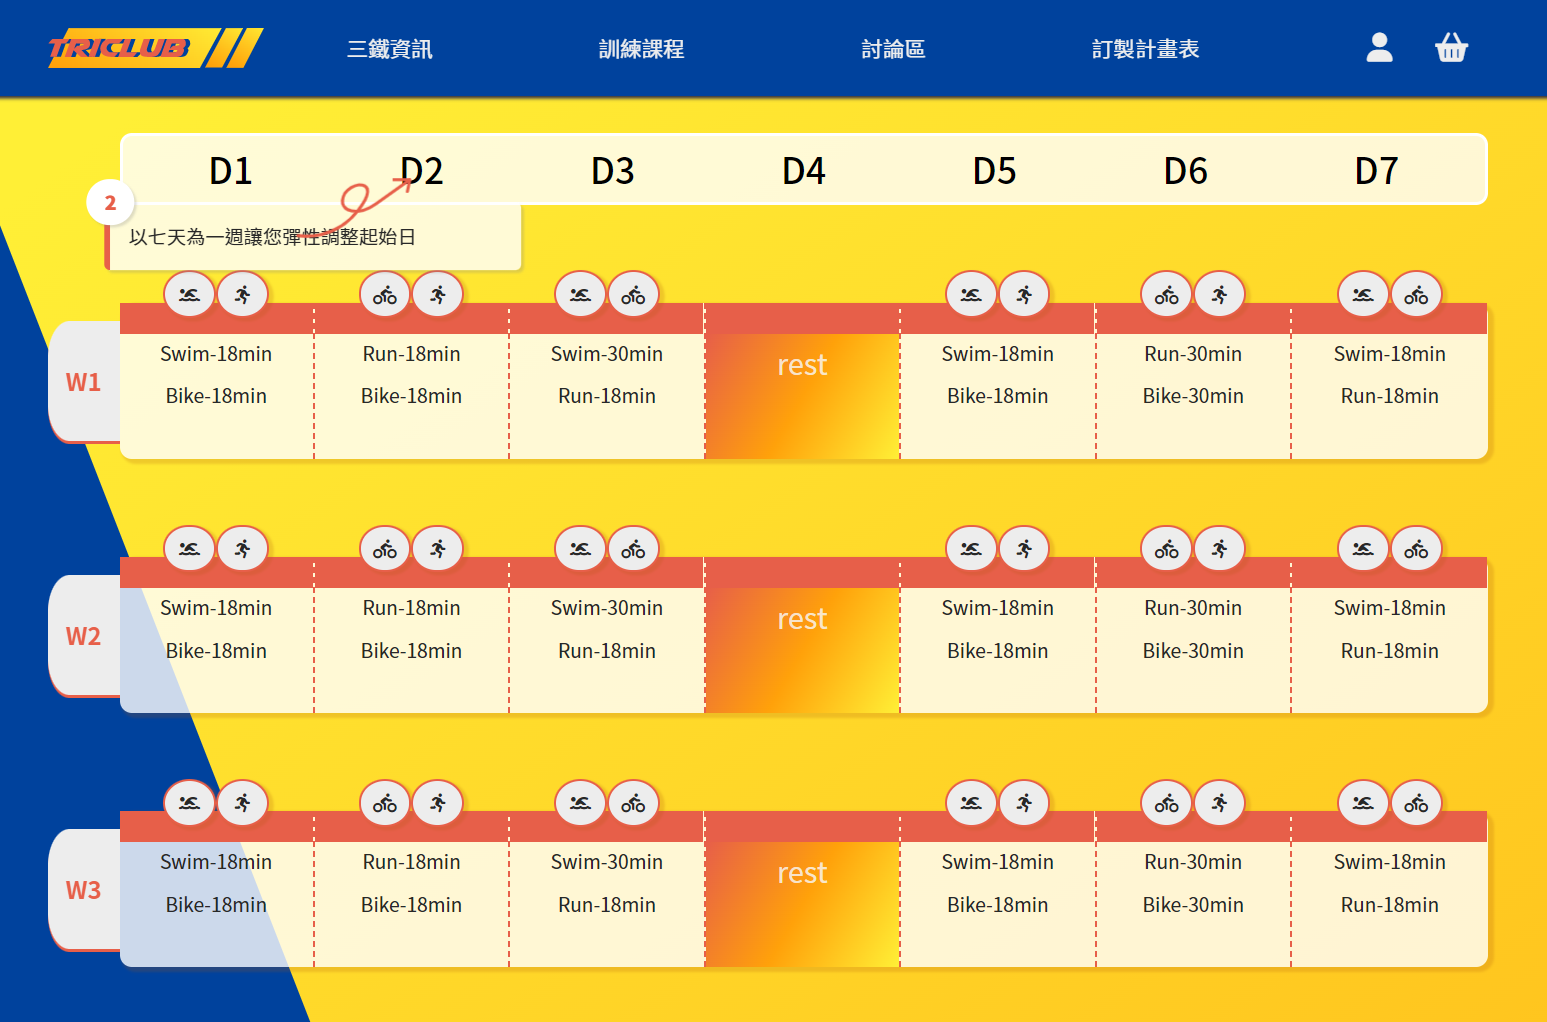 TRICLUB
三鐵資訊 訓練課程 討論區 訂製計畫表
D1 D2 D3 D4 D5 D6 D7
2
以七天為一週讓您彈性調整起始日
W1
Swim-18min Run-18min Swim-30min rest Swim-18min Run-30min Swim-18min
Bike-18min Bike-18min Run-18min Bike-18min Bike-30min Run-18min
W2
Swim-18min Run-18min Swim-30min rest Swim-18min Run-30min Swim-18min
Bike-18min Bike-18min Run-18min Bike-18min Bike-30min Run-18min
W3
Swim-18min Run-18min Swim-30min rest Swim-18min Run-30min Swim-18min
Bike-18min Bike-18min Run-18min Bike-18min Bike-30min Run-18min